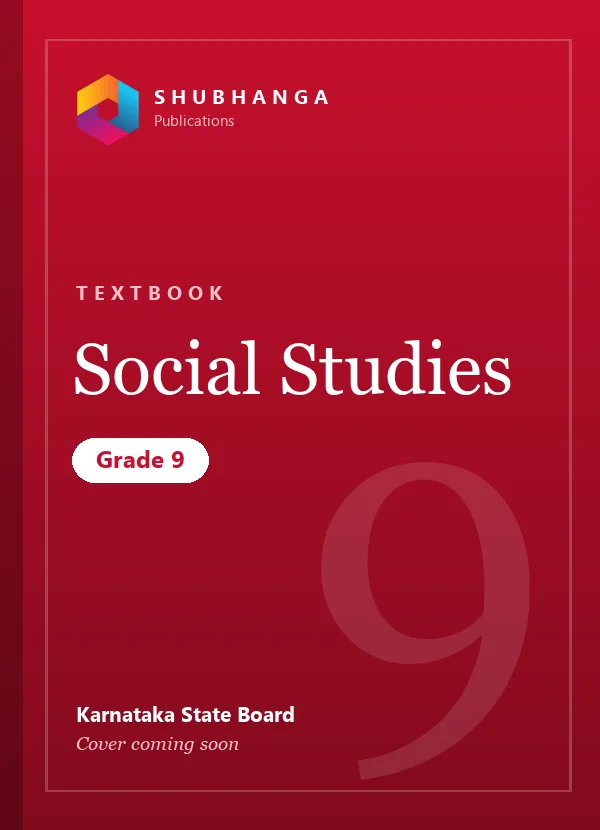 SHUBHANGA
Publications
TEXTBOOK
Social Studies
Grade 9
9
Karnataka State Board
Cover coming soon